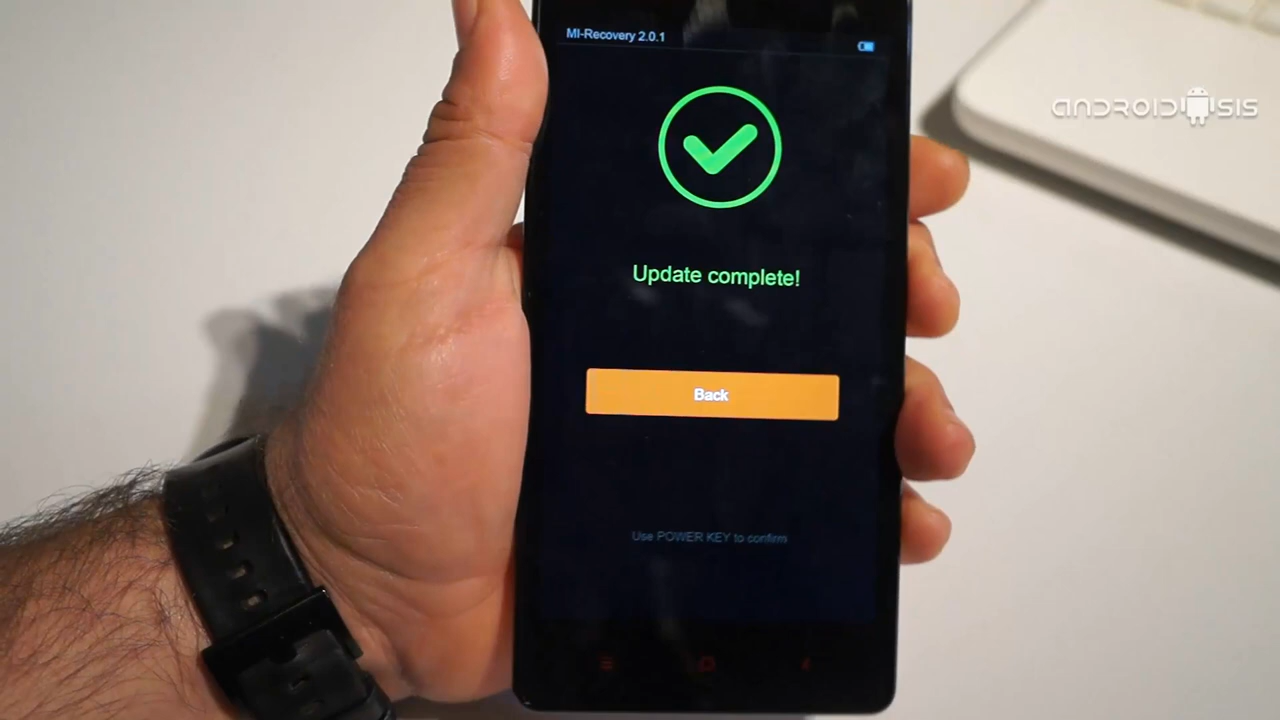 MI-Recovery 2.0.1
ANDROIDSIS
Update complete!
Back
Use POWER KEY to confirm